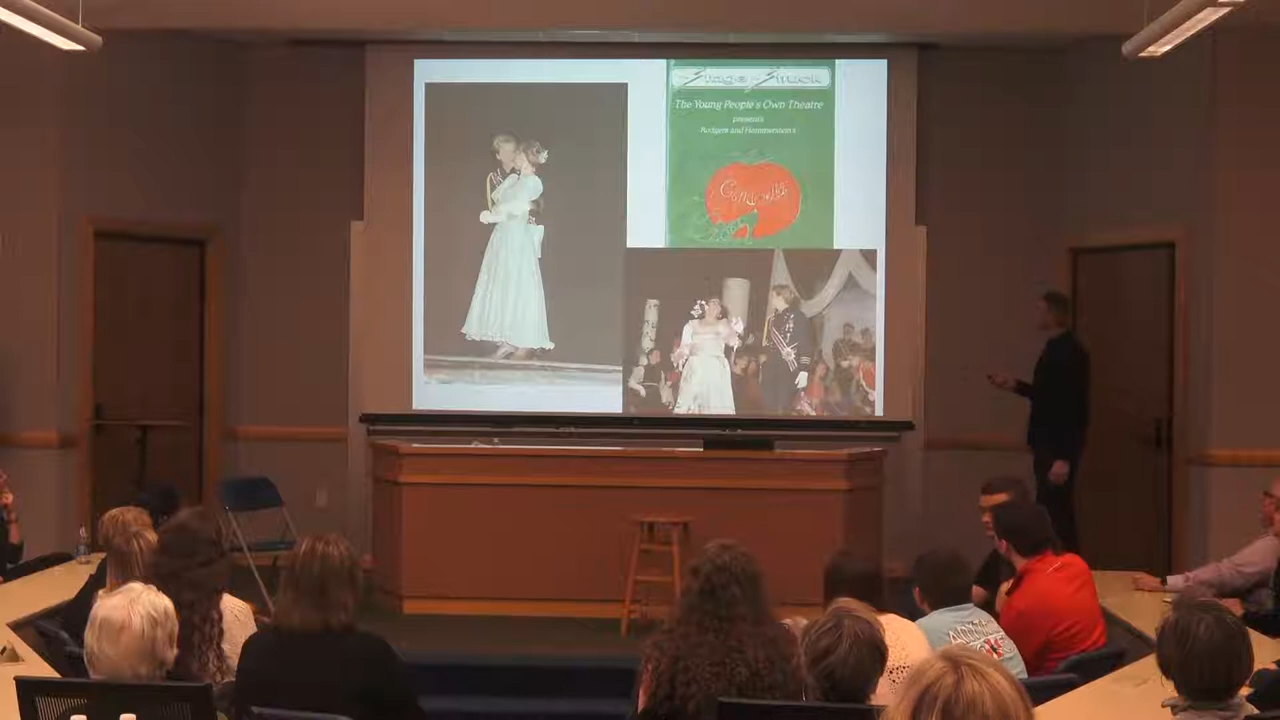 Stage Struck
The Young People's Own Theatre
presents
Rodgers and Hammerstein's
Cinderella